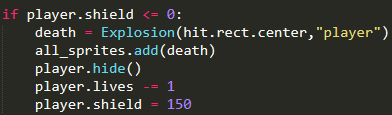 if player.shield <= 0:
    death = Explosion(hit.rect.center,"player")
    all_sprites.add(death)
    player.hide()
    player.lives -= 1
    player.shield = 150